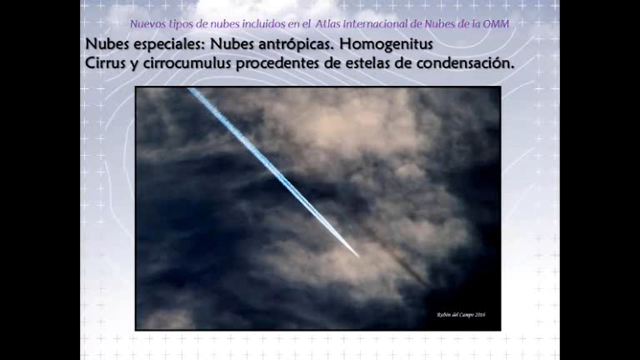 Nuevos tipos de nubes incluidos en el Atlas Internacional de Nubes de la OMM
Nubes especiales: Nubes antrópicas. Homogenitus
Cirrus y cirrocumulus procedentes de estelas de condensación.
Rubén del Campo 2016